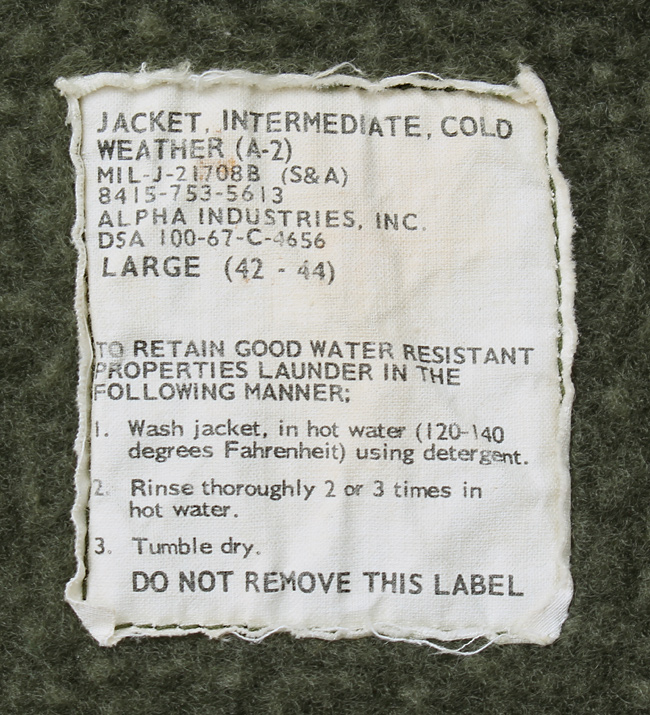 JACKET, INTERMEDIATE, COLD
WEATHER (A-2)
MIL-J-21708B (S&A)
8415-753-5613
ALPHA INDUSTRIES, INC.
DSA 100-67-C-4656
LARGE (42 - 44)
TO RETAIN GOOD WATER RESISTANT
PROPERTIES LAUNDER IN THE
FOLLOWING MANNER;
1. Wash jacket, in hot water (120-140
degrees Fahrenheit) using detergent.
2. Rinse thoroughly 2 or 3 times in
hot water.
3. Tumble dry.
DO NOT REMOVE THIS LABEL